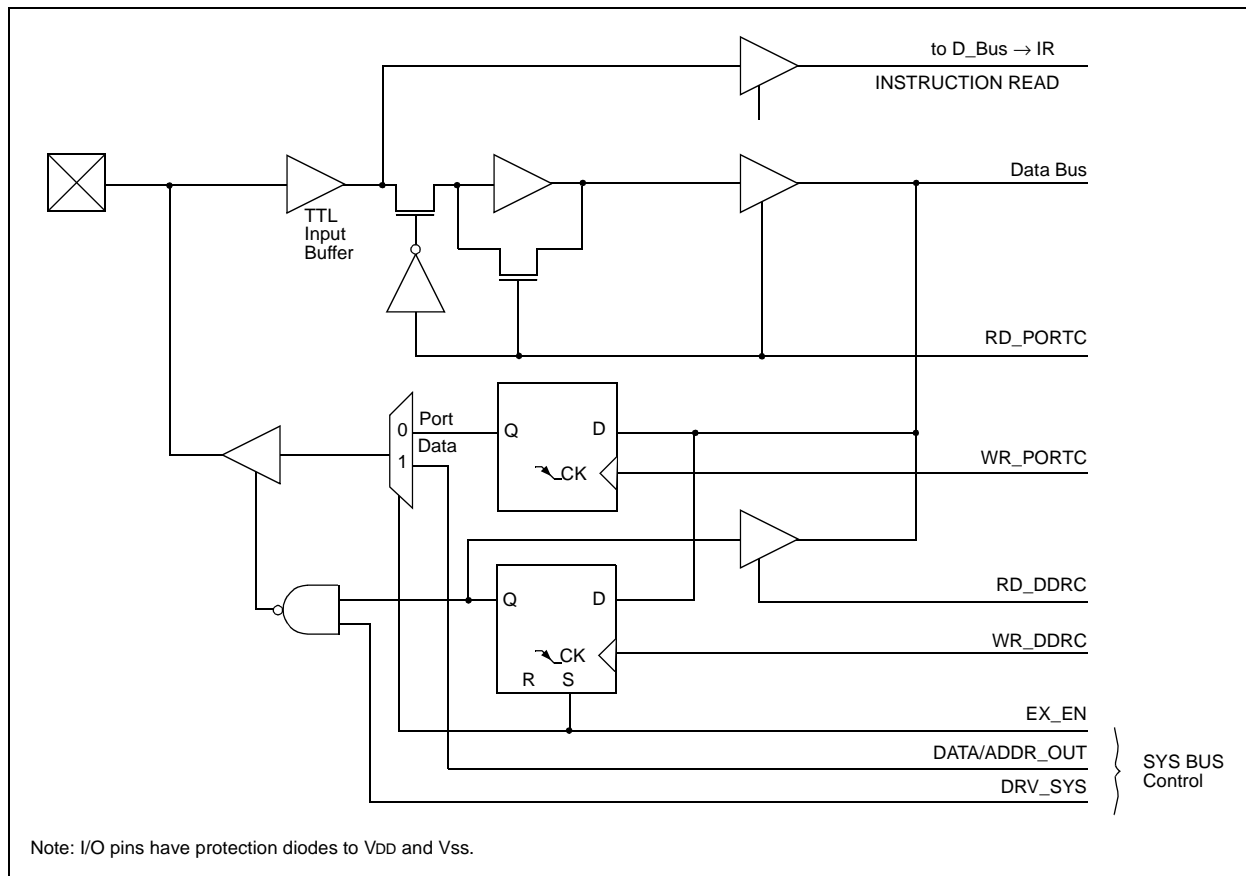 to D_Bus → IR
INSTRUCTION READ
Data Bus
TTL
Input
Buffer
RD_PORTC
0
Port
Data
1
Q
D
CK
WR_PORTC
Q
D
RD_DDRC
CK
WR_DDRC
R
S
EX_EN
DATA/ADDR_OUT
DRV_SYS
SYS BUS
Control
Note: I/O pins have protection diodes to VDD and Vss.